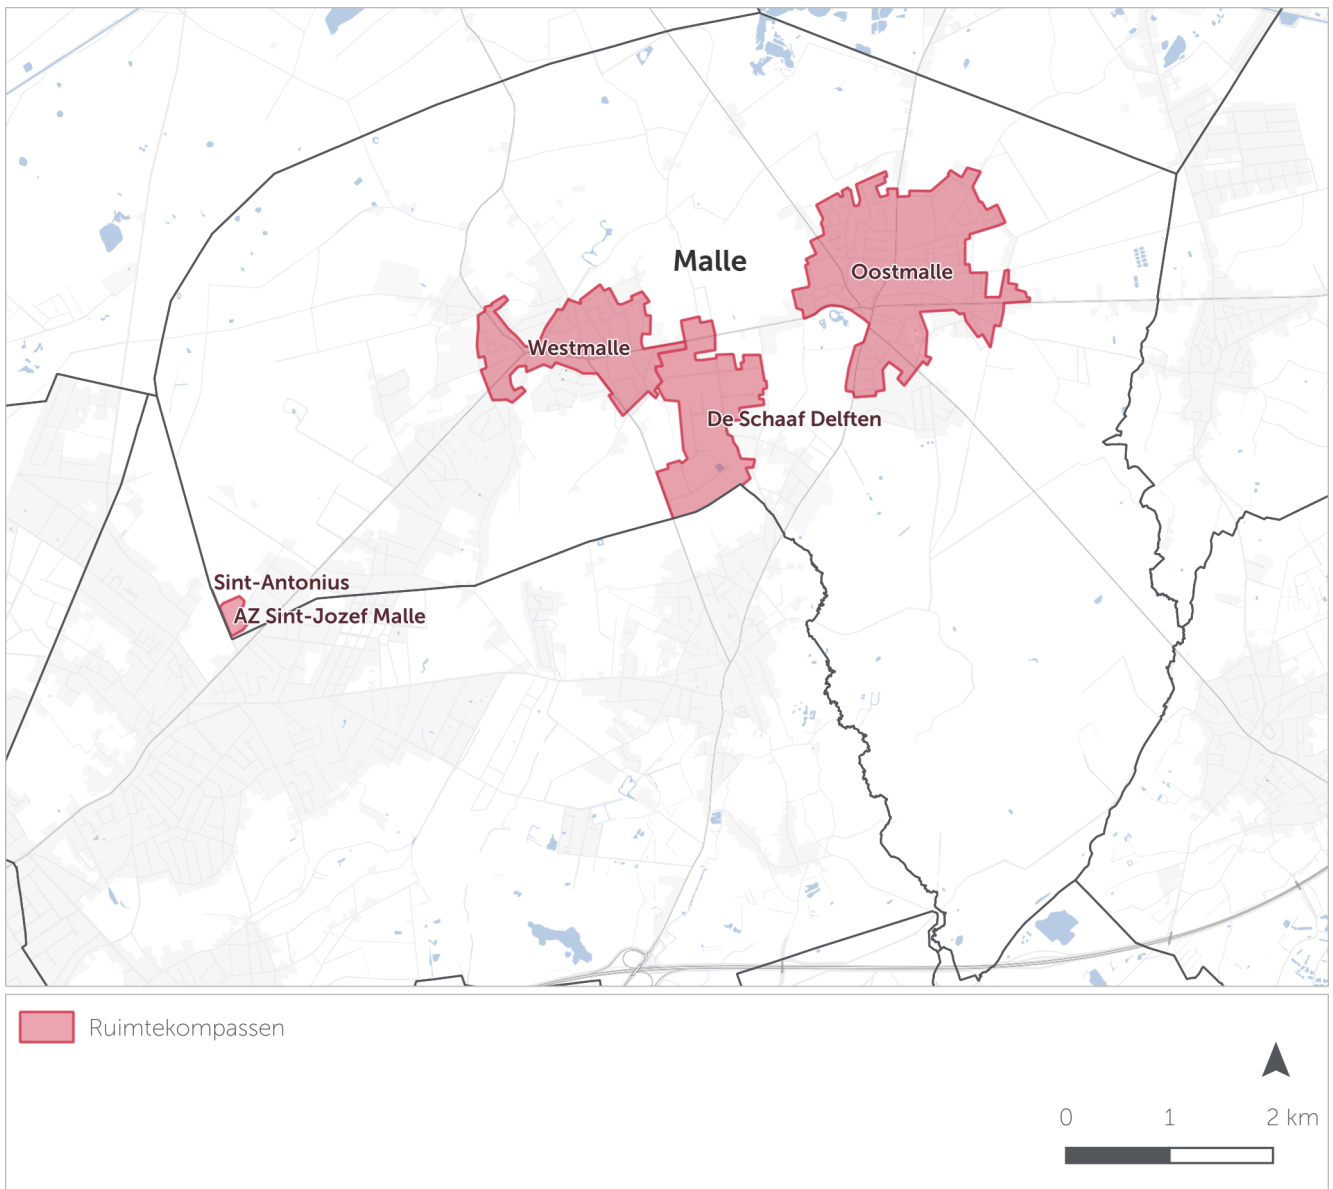 Malle
Oostmalle
Westmalle
De Schaaf Delften
Sint-Antonius
AZ Sint-Jozef Malle
Ruimtekompassen
0 1 2 km